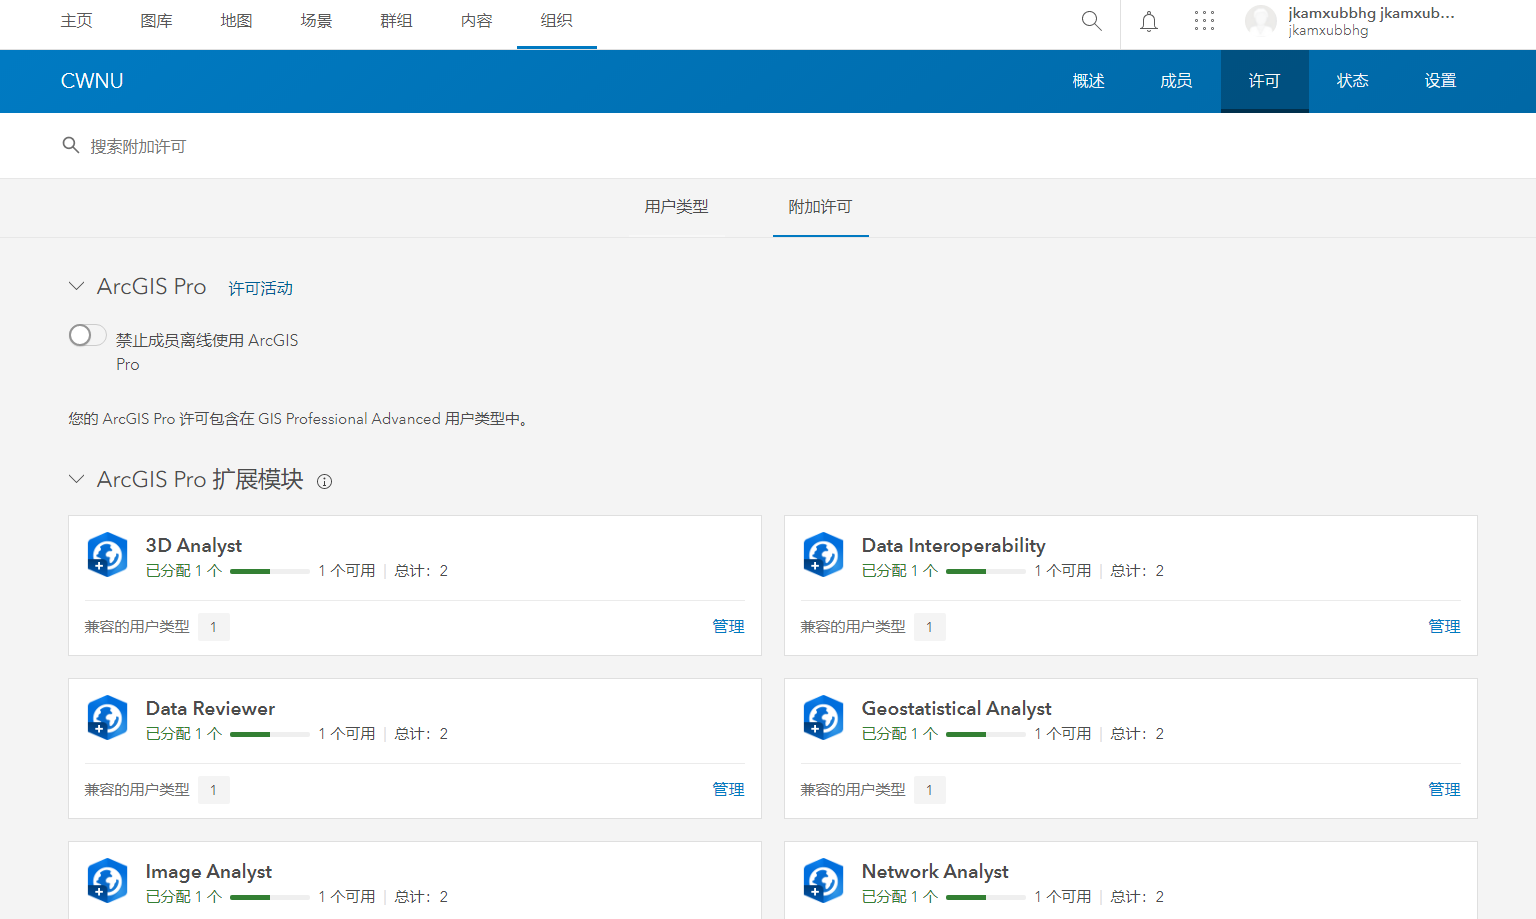 主页 图库 地图 场景 群组 内容 组织
jkamxubbhg jkamxub...
jkamxubbhg
CWNU 概述 成员 许可 状态 设置
搜索附加许可
用户类型 附加许可
ArcGIS Pro 许可活动
禁止成员离线使用 ArcGIS
Pro
您的 ArcGIS Pro 许可包含在 GIS Professional Advanced 用户类型中。
ArcGIS Pro 扩展模块
3D Analyst
已分配 1 个 1 个可用 | 总计：2
兼容的用户类型 1 管理
Data Interoperability
已分配 1 个 1 个可用 | 总计：2
兼容的用户类型 1 管理
Data Reviewer
已分配 1 个 1 个可用 | 总计：2
兼容的用户类型 1 管理
Geostatistical Analyst
已分配 1 个 1 个可用 | 总计：2
兼容的用户类型 1 管理
Image Analyst
已分配 1 个 1 个可用 | 总计：2
Network Analyst
已分配 1 个 1 个可用 | 总计：2